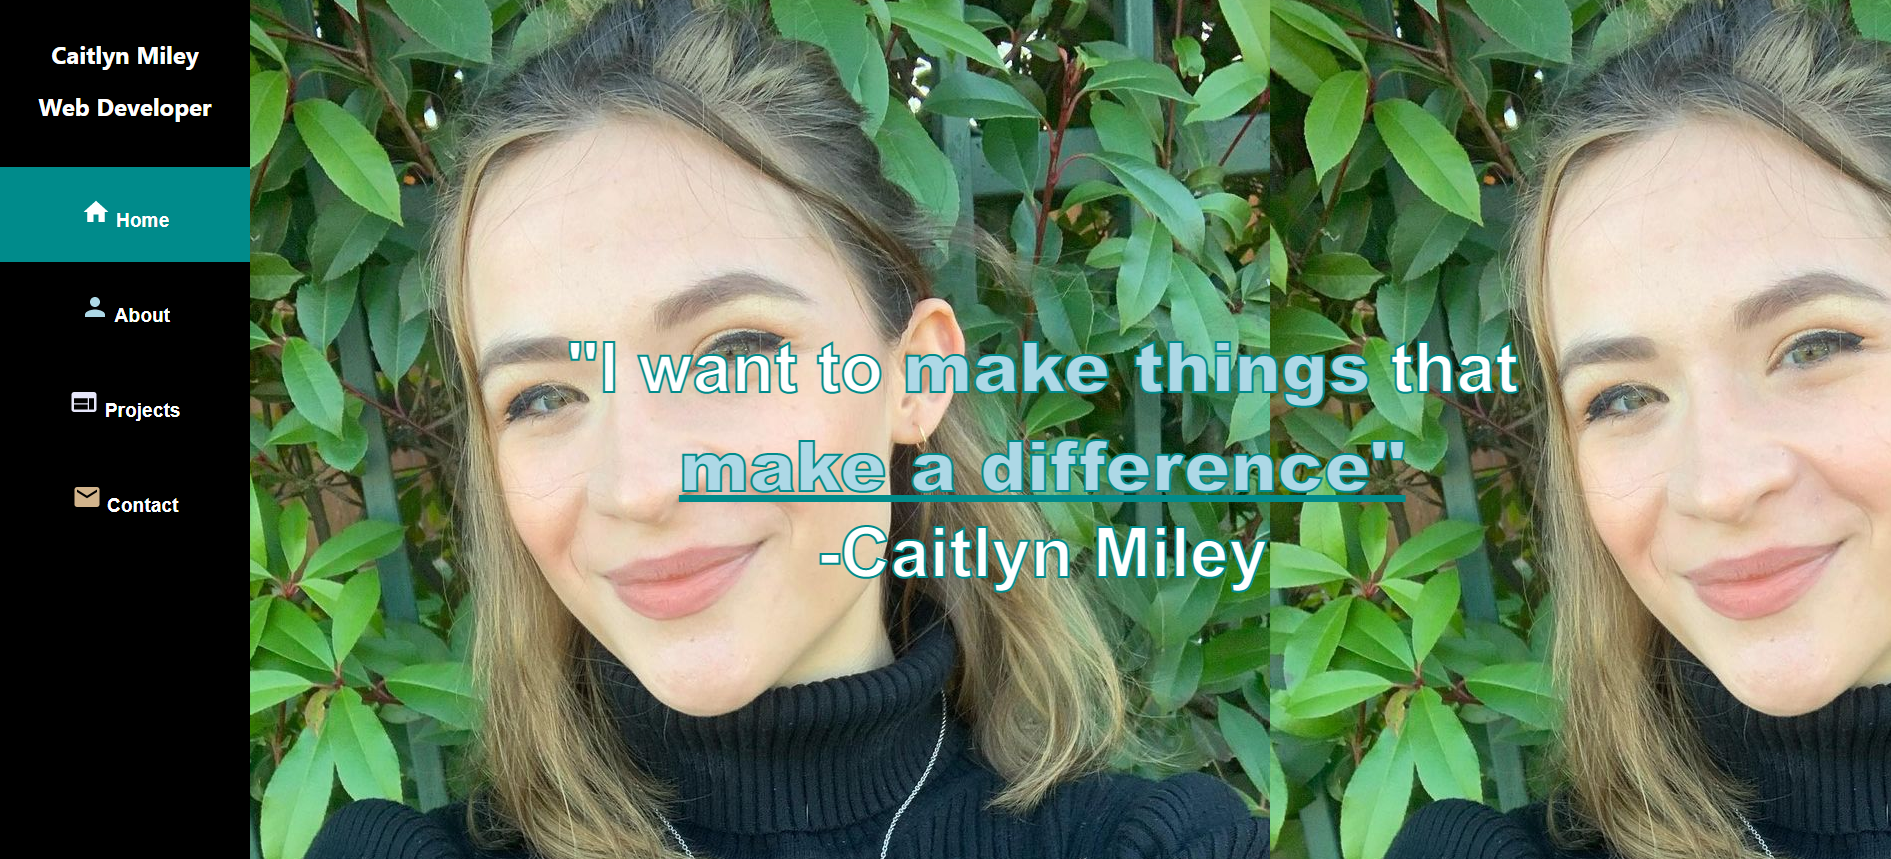 Caitlyn Miley
Web Developer
Home
About
Projects
Contact
"I want to make things that
make a difference"
-Caitlyn Miley